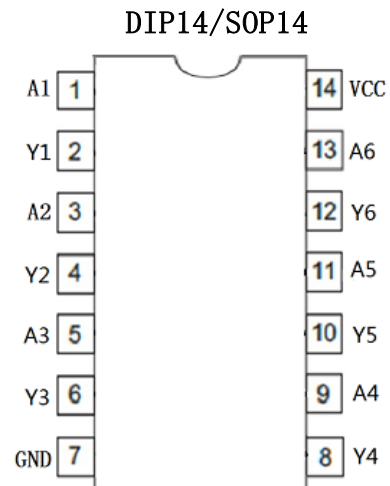 DIP14/SOP14
A1 1 14 VCC
Y1 2 13 A6
A2 3 12 Y6
Y2 4 11 A5
A3 5 10 Y5
Y3 6 9 A4
GND 7 8 Y4